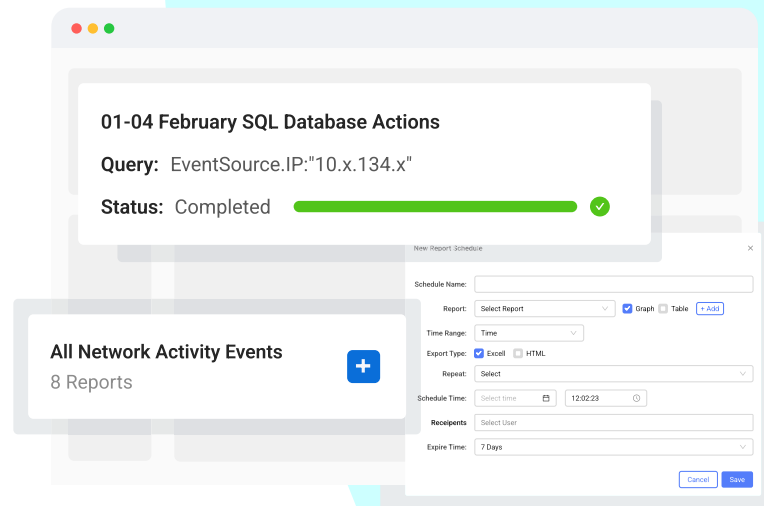 01-04 February SQL Database Actions
Query: EventSource.IP:"10.x.134.x"
Status: Completed
New Report Schedule
Schedule Name:
Report: Select Report Graph Table + Add
Time Range: Time
Export Type: Excell HTML
Repeat: Select
Schedule Time: Select time 12:02:23
Receipents Select User
Expire Time: 7 Days
Cancel Save
All Network Activity Events
8 Reports